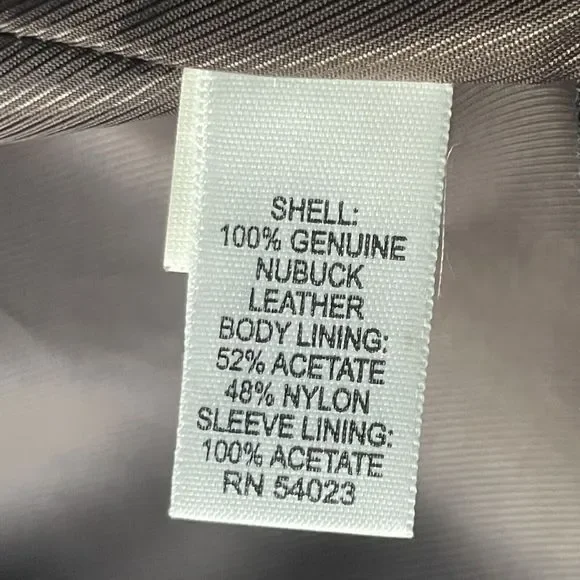 SHELL:
100% GENUINE
NUBUCK
LEATHER
BODY LINING:
52% ACETATE
48% NYLON
SLEEVE LINING:
100% ACETATE
RN 54023